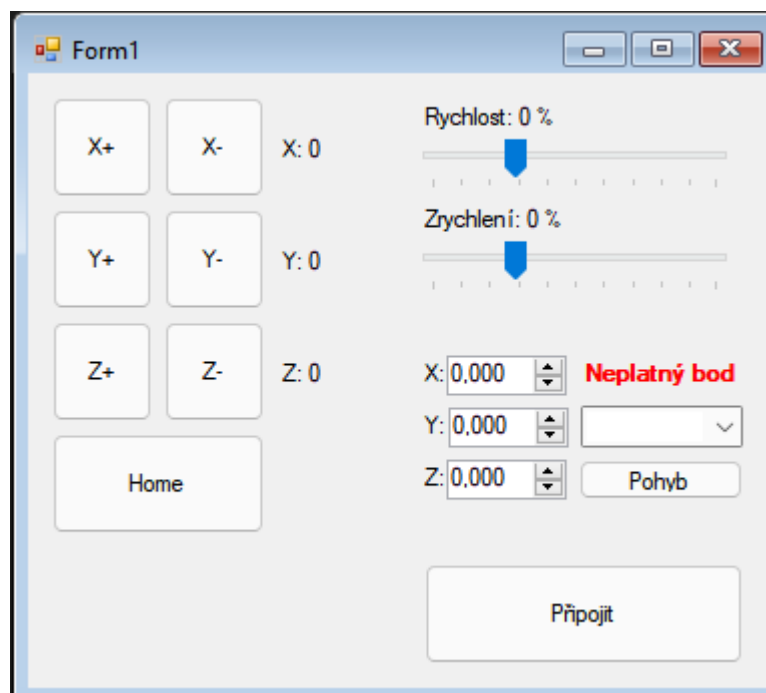 Form1
X+ X- X: 0
Y+ Y- Y: 0
Z+ Z- Z: 0
Home
Rychlost: 0 %
Zrychlení: 0 %
X: 0,000 Neplatný bod
Y: 0,000
Z: 0,000 Pohyb
Připojit